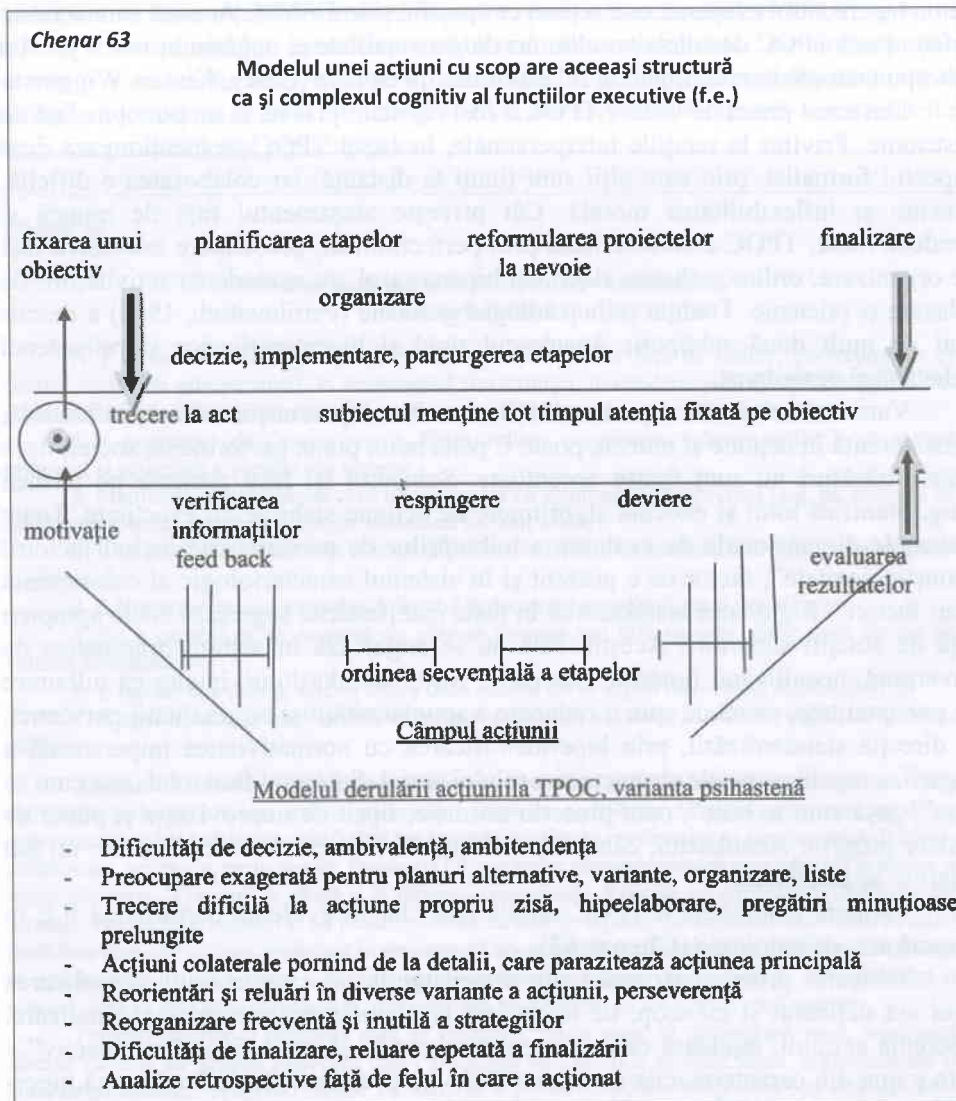 Chenar 63
Modelul unei acțiuni cu scop are aceeași structură
ca și complexul cognitiv al funcțiilor executive (f.e.)
fixarea unui planificarea etapelor reformularea proiectelor finalizare
obiectiv la nevoie
organizare
decizie, implementare, parcurgerea etapelor
trecere la act subiectul menține tot timpul atenția fixată pe obiectiv
verificarea respingere deviere
motivație informațiilor
feed back evaluarea
rezultatelor
ordinea secvențială a etapelor
Câmpul acțiunii
Modelul derulării acțiuniila TPOC, varianta psihastenă
- Dificultăți de decizie, ambivalență, ambitendența
- Preocupare exagerată pentru planuri alternative, variante, organizare, liste
- Trecere dificilă la acțiune propriu zisă, hipeelaborare, pregătiri minuțioase
prelungite
- Acțiuni colaterale pornind de la detalii, care parazitează acțiunea principală
- Reorientări și reluări în diverse variante a acțiunii, perseverență
- Reorganizare frecventă și inutilă a strategiilor
- Dificultăți de finalizare, reluare repetată a finalizării
- Analize retrospective față de felul în care a acționat